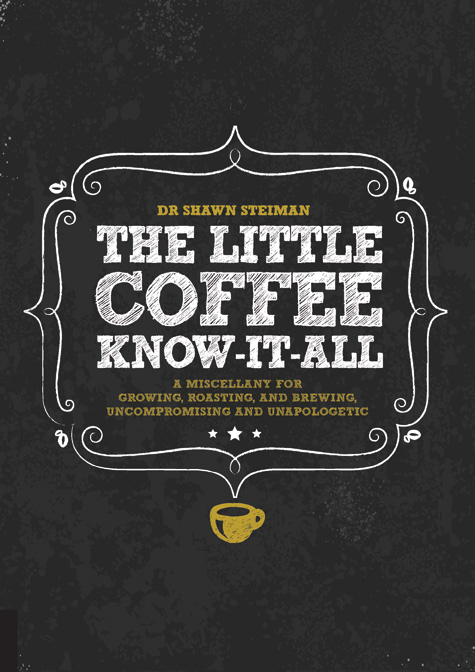 DR SHAWN STEIMAN
THE LITTLE
COFFEE
KNOW-IT-ALL
A MISCELLANY FOR
GROWING, ROASTING, AND BREWING,
UNCOMPROMISING AND UNAPOLOGETIC